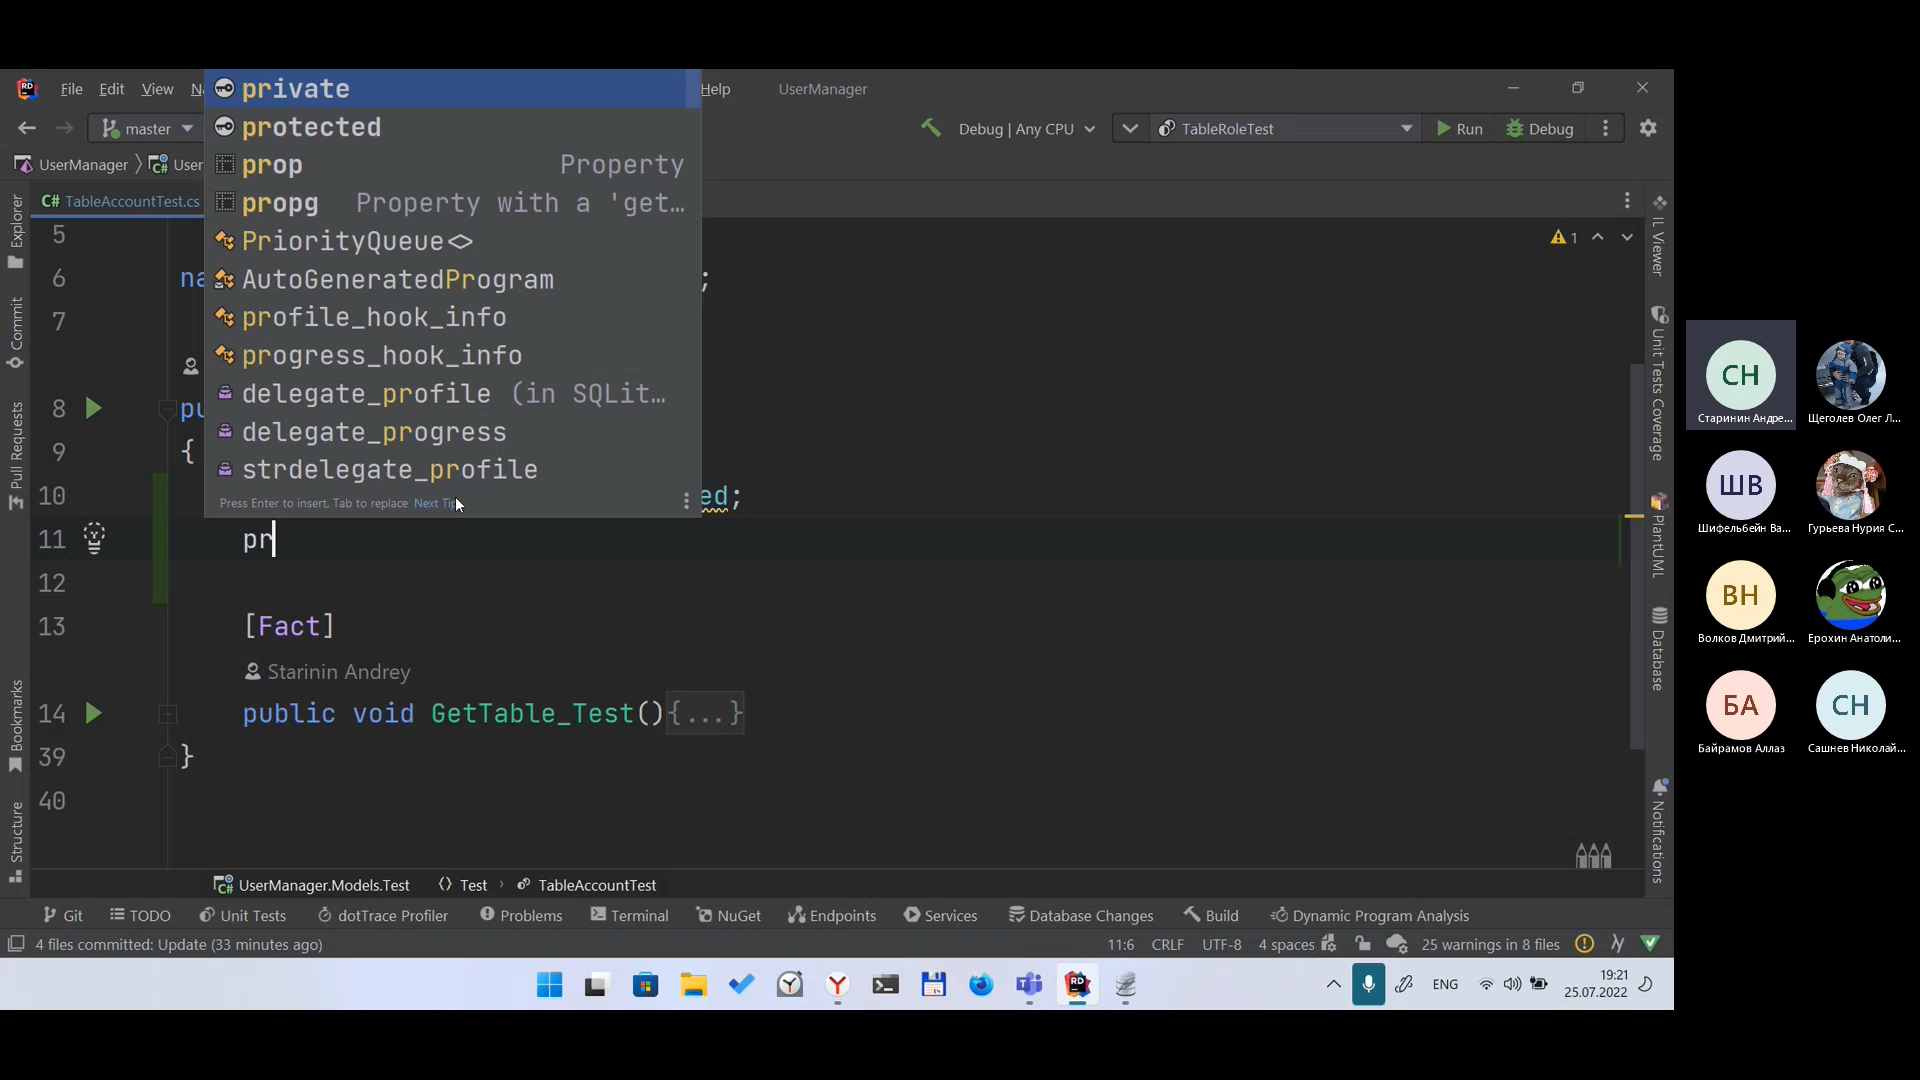 RD File Edit View Na Help UserManager
master Debug | Any CPU TableRoleTest Run Debug
UserManager User
C# TableAccountTest.cs
private
protected
prop Property
propg Property with a 'get…
PriorityQueue<>
AutoGeneratedProgram
profile_hook_info
progress_hook_info
delegate_profile (in SQLit…
delegate_progress
strdelegate_profile
Press Enter to insert, Tab to replace Next Tip
1
5
6 na ;
7
8 pu
9 {
10 ed;
11 pr
12
13 [Fact]
Starinin Andrey
14 public void GetTable_Test(){...}
39 }
40
Explorer
Commit
Pull Requests
Bookmarks
Structure
IL Viewer
Unit Tests Coverage
PlantUML
Database
Notifications
UserManager.Models.Test Test TableAccountTest
Git TODO Unit Tests dotTrace Profiler Problems Terminal NuGet Endpoints Services Database Changes Build Dynamic Program Analysis
4 files committed: Update (33 minutes ago) 11:6 CRLF UTF-8 4 spaces 25 warnings in 8 files
ENG 19:21
25.07.2022
СН
Старинин Андре... Щеголев Олег Л...
ШВ
Шифельбейн Ва... Гурьева Нурия С...
ВН
Волков Дмитрий... Ерохин Анатоли...
БА СН
Байрамов Аллаз Сашнев Николай...